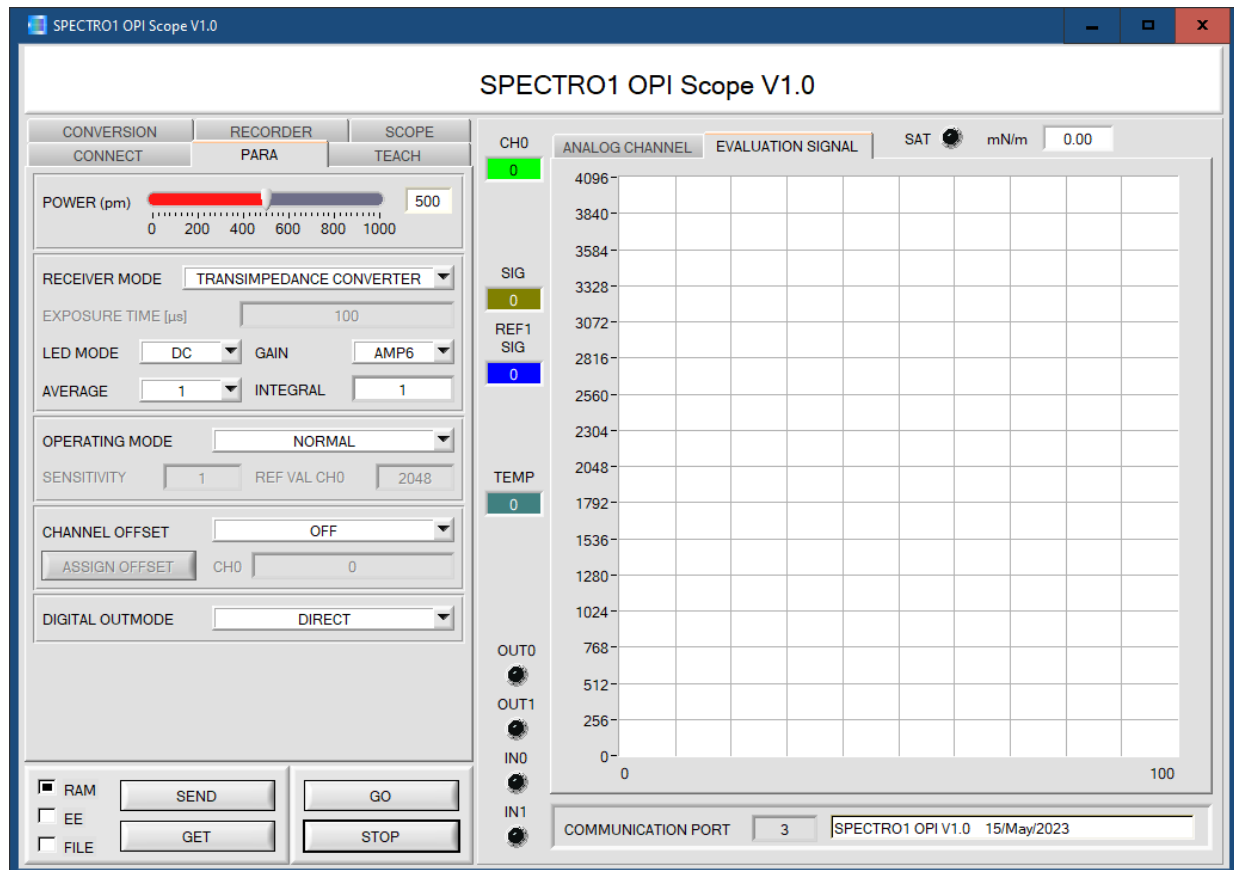 SPECTRO1 OPI Scope V1.0
SPECTRO1 OPI Scope V1.0
CONVERSION RECORDER SCOPE
CONNECT PARA TEACH
POWER (pm) 500
0 200 400 600 800 1000
RECEIVER MODE TRANSIMPEDANCE CONVERTER
EXPOSURE TIME [µs] 100
LED MODE DC GAIN AMP6
AVERAGE 1 INTEGRAL 1
OPERATING MODE NORMAL
SENSITIVITY 1 REF VAL CH0 2048
CHANNEL OFFSET OFF
ASSIGN OFFSET CH0 0
DIGITAL OUTMODE DIRECT
RAM
EE
FILE
SEND
GET
GO
STOP
CH0
0
SIG
0
REF1
SIG
0
TEMP
0
OUT0
OUT1
IN0
IN1
ANALOG CHANNEL EVALUATION SIGNAL SAT mN/m 0.00
4096
3840
3584
3328
3072
2816
2560
2304
2048
1792
1536
1280
1024
768
512
256
0
0 100
COMMUNICATION PORT 3 SPECTRO1 OPI V1.0 15/May/2023